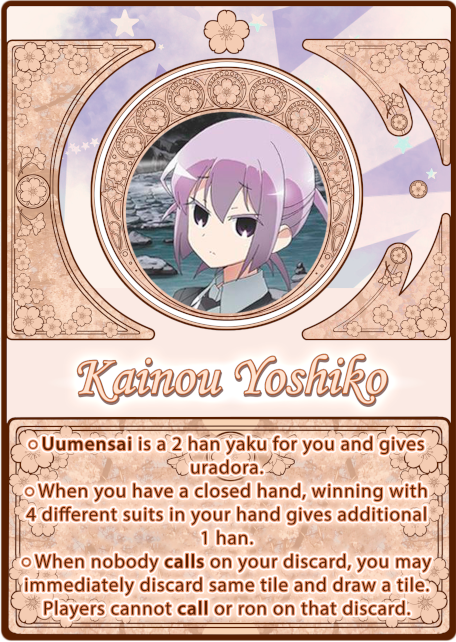 Kainou Yoshiko
○ Uumensai is a 2 han yaku for you and gives
uradora.
○ When you have a closed hand, winning with
4 different suits in your hand gives additional
1 han.
○ When nobody calls on your discard, you may
immediately discard same tile and draw a tile.
Players cannot call or ron on that discard.